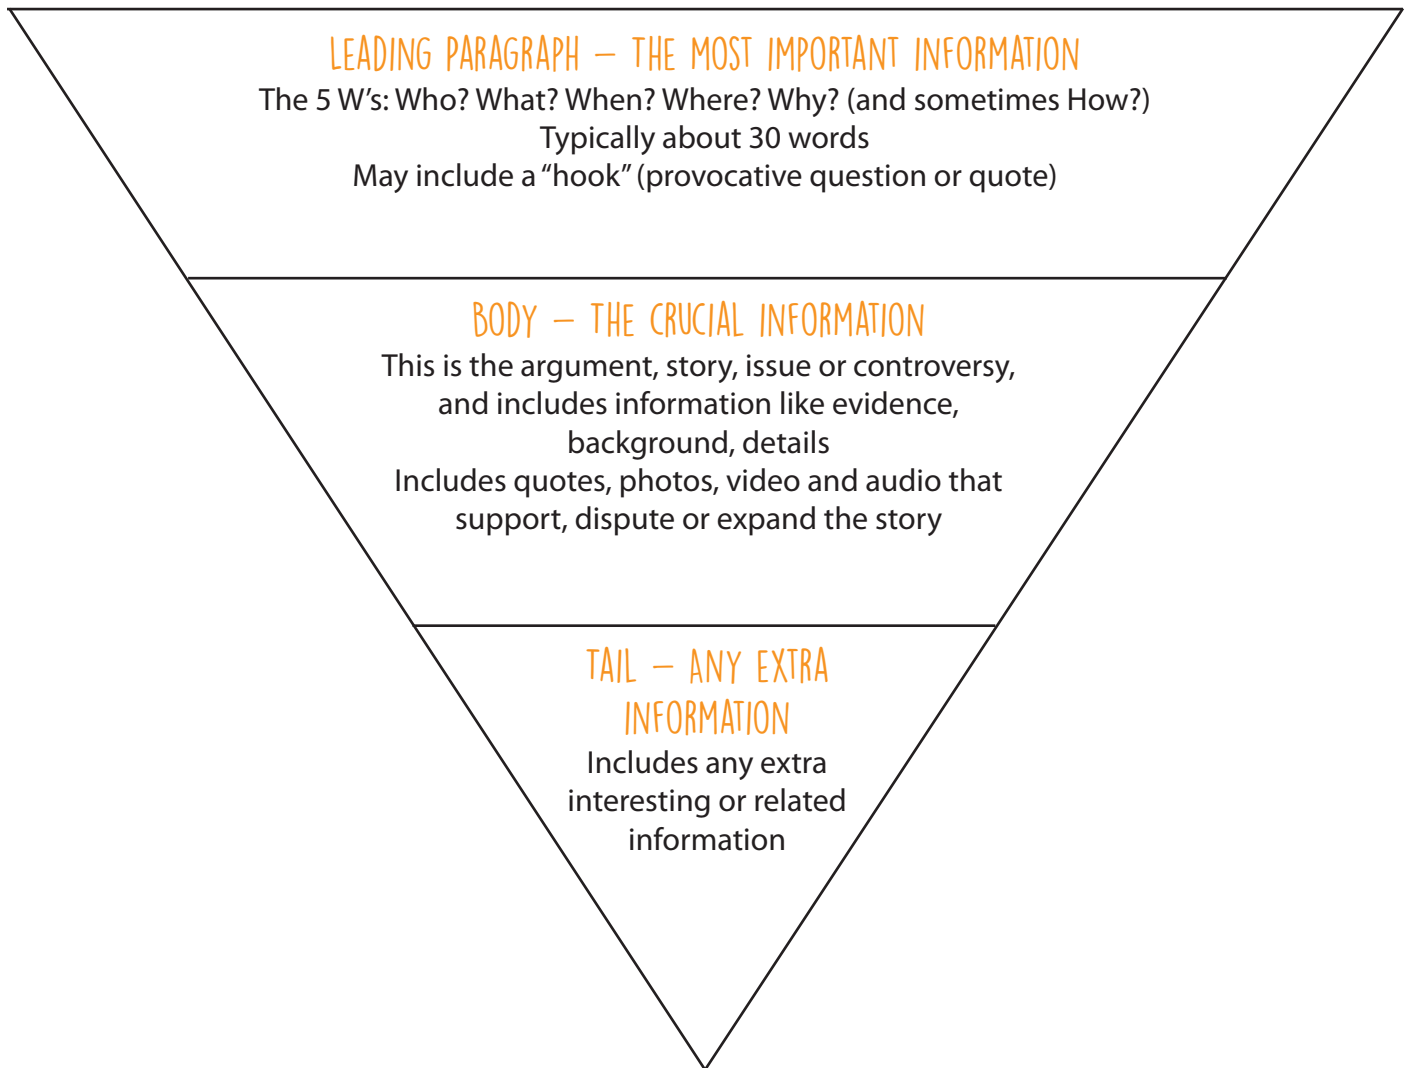 LEADING PARAGRAPH – THE MOST IMPORTANT INFORMATION
The 5 W’s: Who? What? When? Where? Why? (and sometimes How?)
Typically about 30 words
May include a “hook” (provocative question or quote)
BODY – THE CRUCIAL INFORMATION
This is the argument, story, issue or controversy,
and includes information like evidence,
background, details
Includes quotes, photos, video and audio that
support, dispute or expand the story
TAIL – ANY EXTRA
INFORMATION
Includes any extra
interesting or related
information